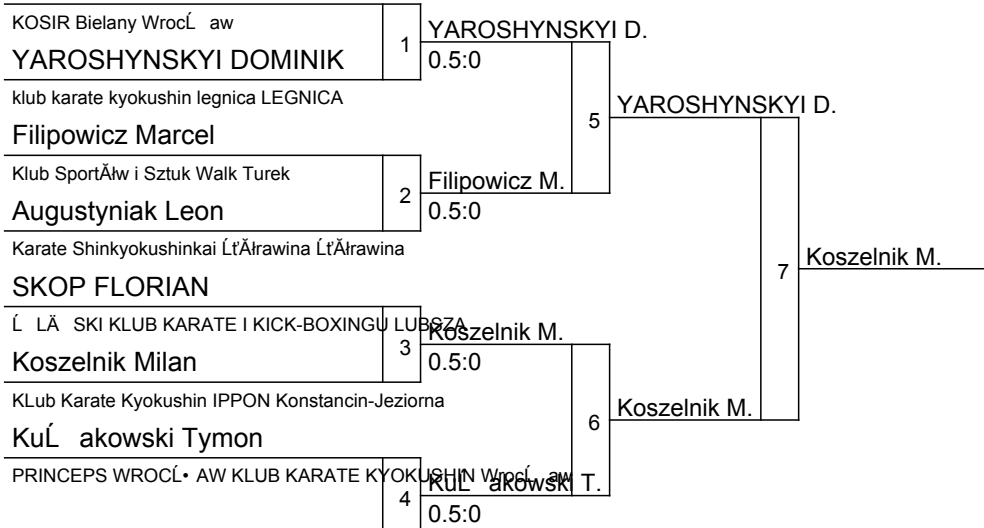 KOSIR Bielany WrocĹ aw
YAROSHYNSKYI DOMINIK
1
YAROSHYNSKYI D.
0.5:0
klub karate kyokushin legnica LEGNICA
Filipowicz Marcel
5
YAROSHYNSKYI D.
Klub SportĂłw i Sztuk Walk Turek
Augustyniak Leon
2
Filipowicz M.
0.5:0
Karate Shinkyokushinkai ĹťĂłrawina ĹťĂłrawina
SKOP FLORIAN
7
Koszelnik M.
Ĺ LÄ SKI KLUB KARATE I KICK-BOXINGU LUBSZA
Koszelnik Milan
3
Koszelnik M.
0.5:0
KLub Karate Kyokushin IPPON Konstancin-Jeziorna
KuĹ akowski Tymon
6
Koszelnik M.
PRINCEPS WROCĹ• AW KLUB KARATE KYOKUSHIN WrocĹ aw
4
KuĹ akowski T.
0.5:0